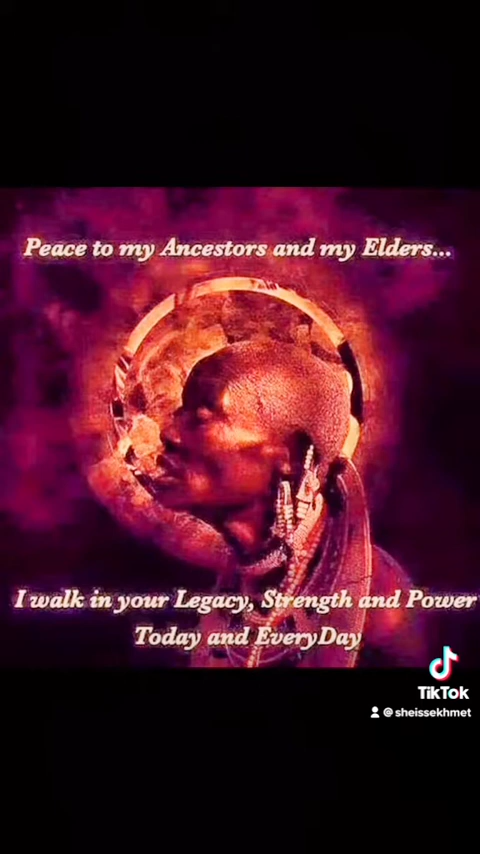 Peace to my Ancestors and my Elders...
I walk in your Legacy, Strength and Power
Today and EveryDay
TikTok
@sheissekhmet